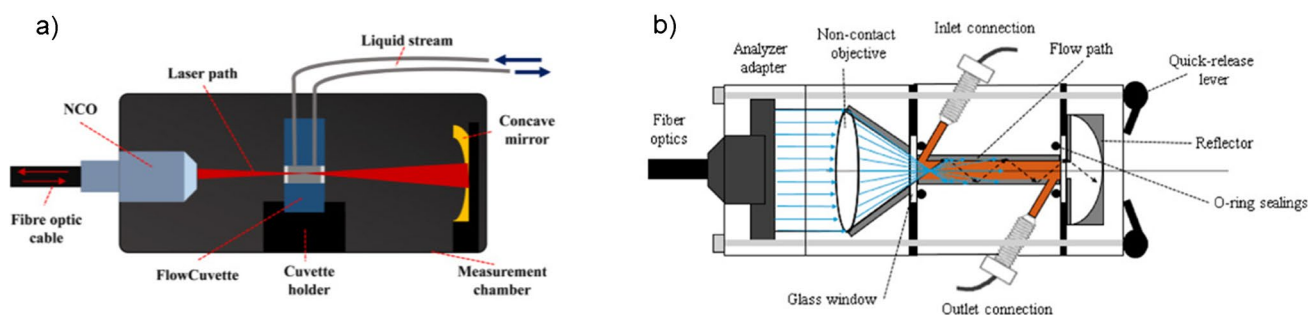 a)
Liquid stream
Laser path
NCO
Concave
mirror
Fibre optic
cable
FlowCuvette
Cuvette
holder
Measurement
chamber
b)
Inlet connection
Non-contact
objective
Analyzer
adapter
Flow path
Quick-release
lever
Fiber
optics
Reflector
O-ring sealings
Glass window
Outlet connection